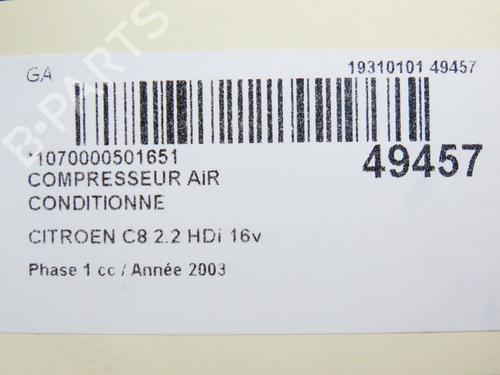 GA
19310101 49457
*1070000501651
49457
COMPRESSEUR AiR
CONDITIONNE
CITROEN C8 2.2 HDi 16v
Phase 1 cc / Année 2003
B-PARTS